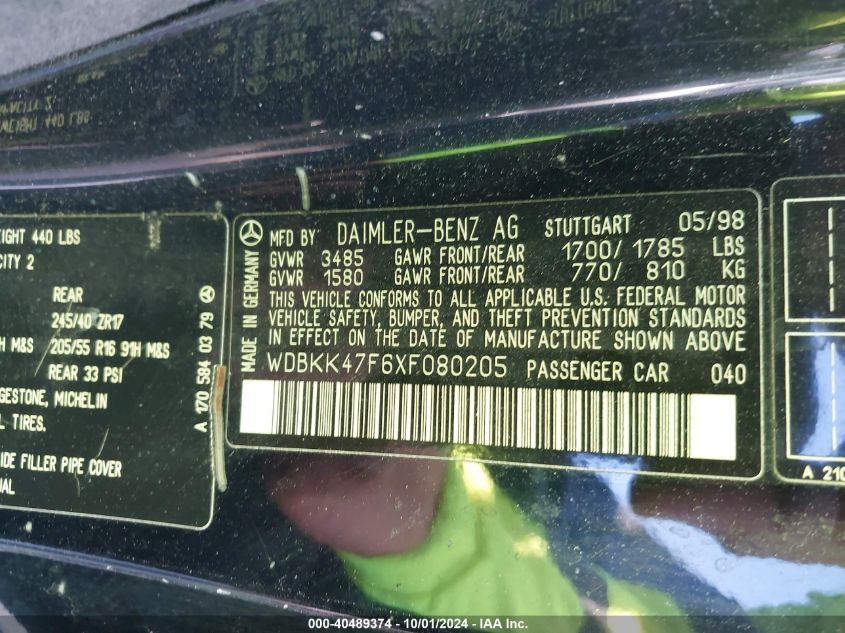 EIGHT 440 LBS
CITY 2
REAR
245/40 ZR17
H M&S 205/55 R16 91H M&S
REAR 33 PSI
GESTONE, MICHELIN
L TIRES.
IDE FILLER PIPE COVER
UAL
A 170 584 03 79
MADE IN GERMANY
MFD BY DAIMLER-BENZ AG STUTTGART 05/98
GVWR 3485 GAWR FRONT/REAR 1700/ 1785 LBS
GVWR 1580 GAWR FRONT/REAR 770/ 810 KG
THIS VEHICLE CONFORMS TO ALL APPLICABLE U.S. FEDERAL MOTOR
VEHICLE SAFETY, BUMPER, AND THEFT PREVENTION STANDARDS
IN EFFECT ON THE DATE OF MANUFACTURE SHOWN ABOVE
WDBKK47F6XF080205 PASSENGER CAR 040
A 210
000-40489374 - 10/01/2024 - IAA Inc.